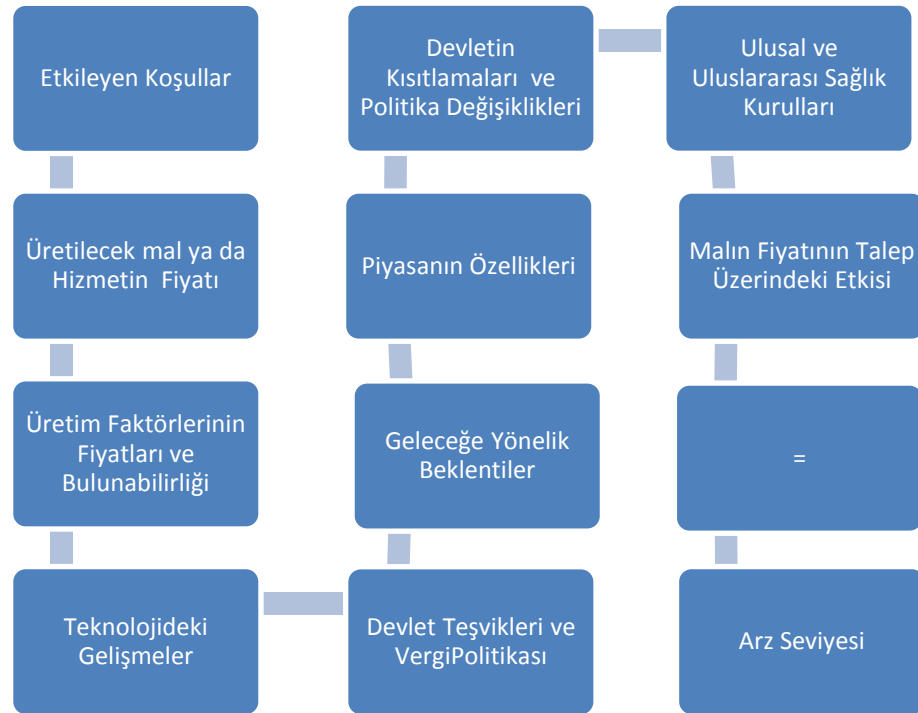 Etkileyen Koşullar
Üretilecek mal ya da
Hizmetin Fiyatı
Üretim Faktörlerinin
Fiyatları ve
Bulunabilirliği
Teknolojideki
Gelişmeler
Devlet Teşvikleri ve
VergiPolitikası
Geleceğe Yönelik
Beklentiler
Piyasanın Özellikleri
Devletin
Kısıtlamaları ve
Politika Değişiklikleri
Ulusal ve
Uluslararası Sağlık
Kurulları
Malın Fiyatının Talep
Üzerindeki Etkisi
=
Arz Seviyesi